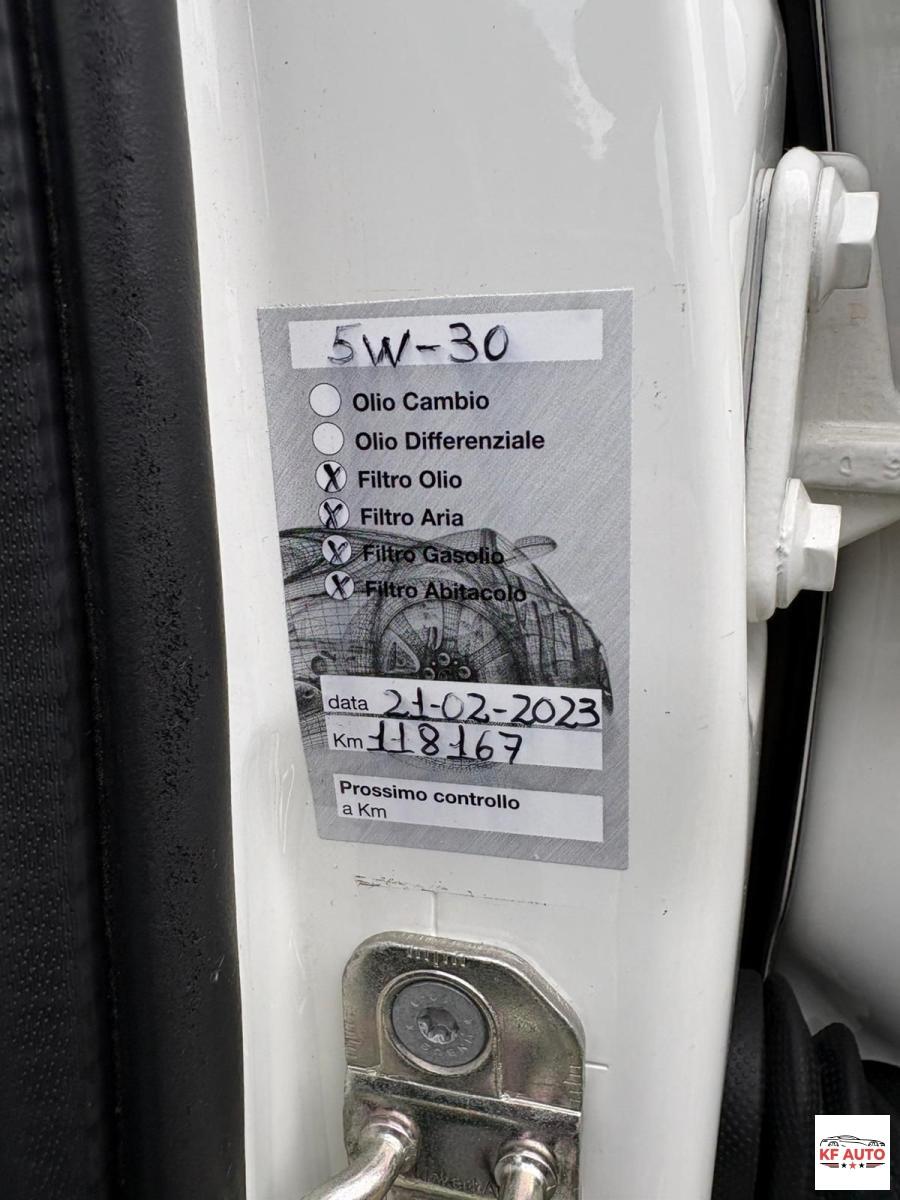 5W-30
Olio Cambio
Olio Differenziale
X Filtro Olio
X Filtro Aria
X Filtro Gasolio
X Filtro Abitacolo
data 21-02-2023
Km 118167
Prossimo controllo
a Km
KF AUTO